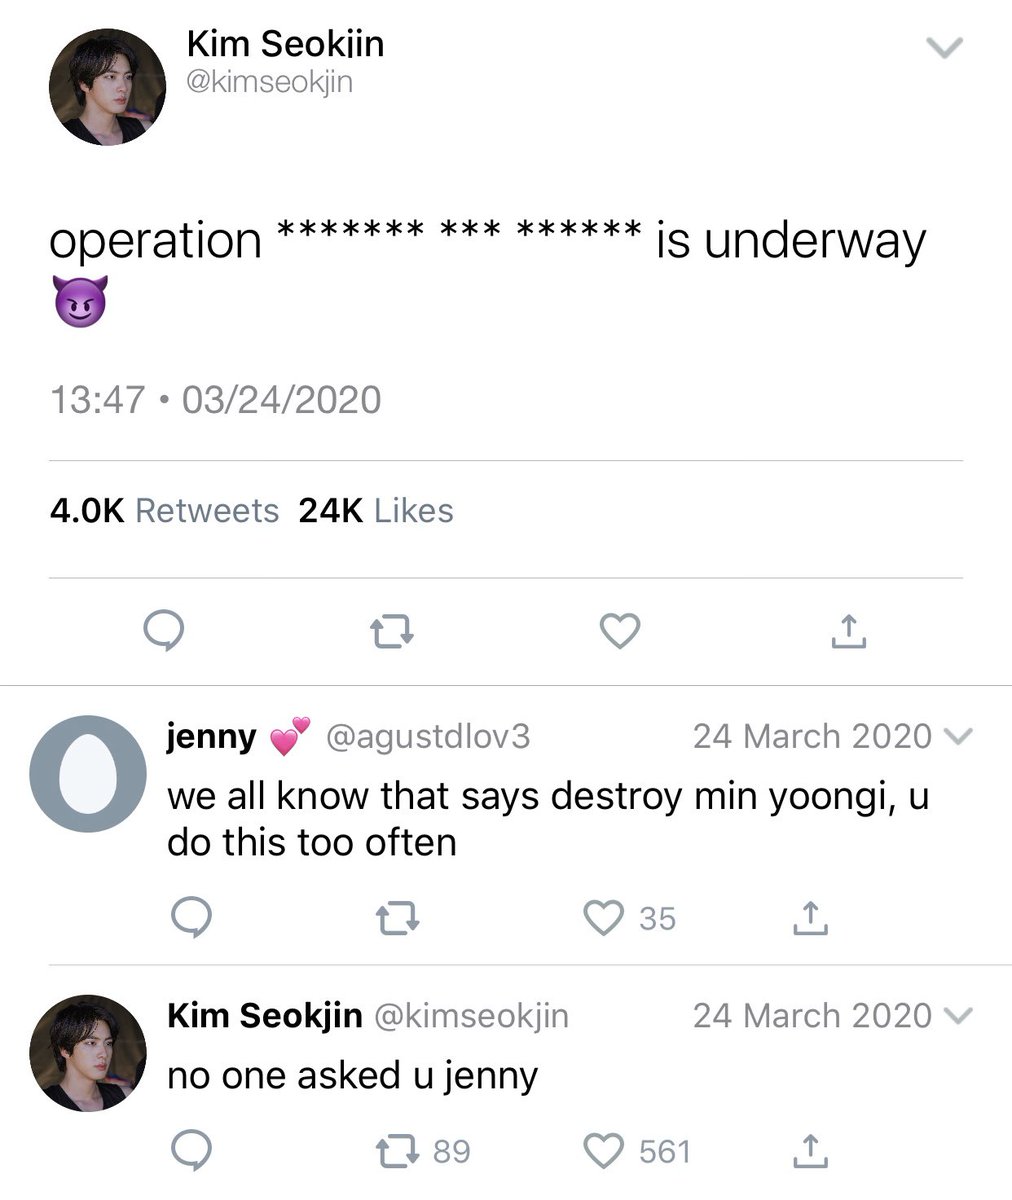 Kim Seokjin
@kimseokjin
operation ******* *** ****** is underway
😈
13:47 • 03/24/2020
4.0K Retweets 24K Likes
jenny 💕 @agustdlov3 24 March 2020
we all know that says destroy min yoongi, u
do this too often
35
Kim Seokjin @kimseokjin 24 March 2020
no one asked u jenny
89 561